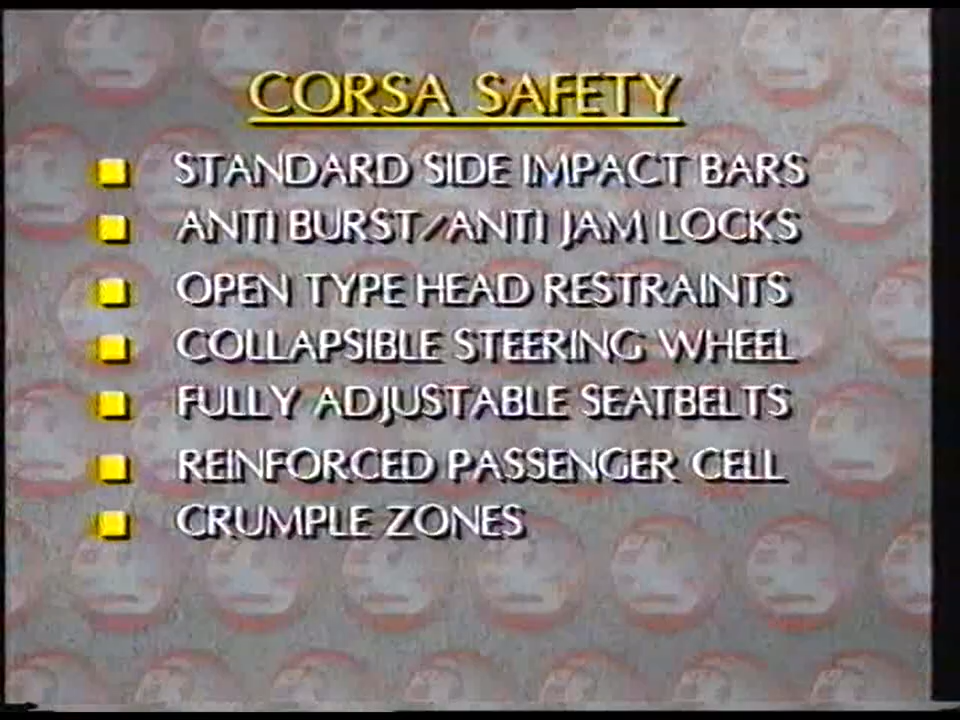 CORSA SAFETY
STANDARD SIDE IMPACT BARS
ANTI BURST/ANTI JAM LOCKS
OPEN TYPE HEAD RESTRAINTS
COLLAPSIBLE STEERING WHEEL
FULLY ADJUSTABLE SEATBELTS
REINFORCED PASSENGER CELL
CRUMPLE ZONES